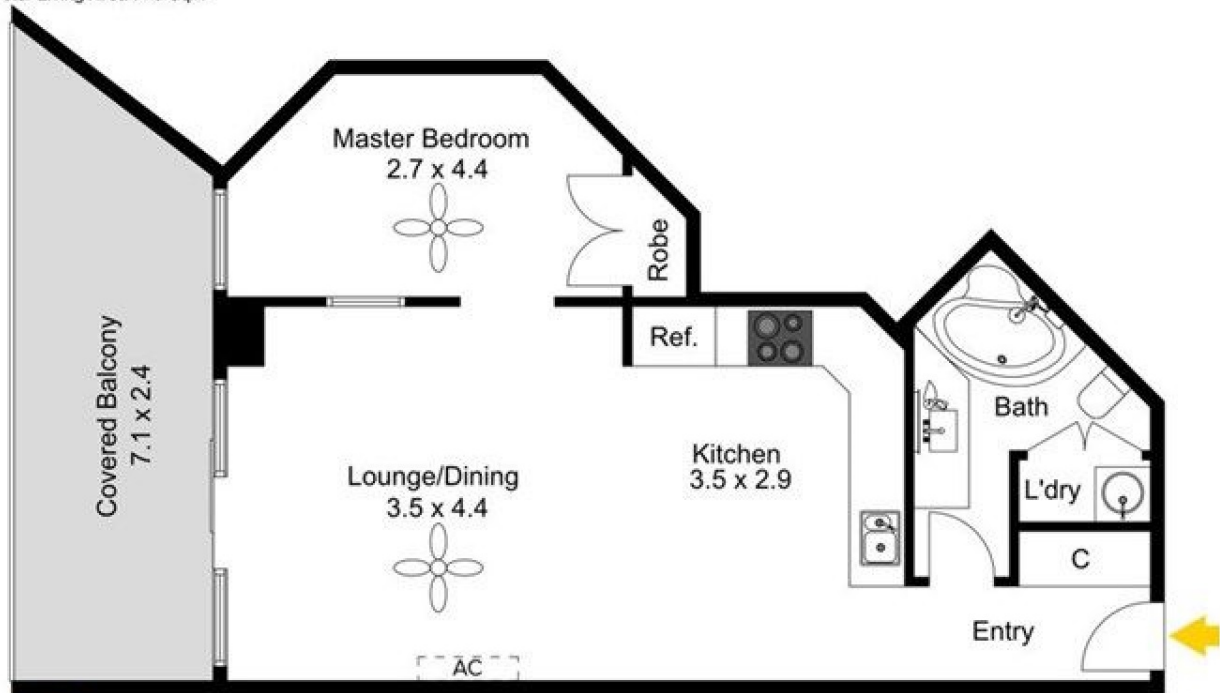 Master Bedroom
2.7 x 4.4
Robe
Covered Balcony
7.1 x 2.4
Ref.
Bath
Lounge/Dining
3.5 x 4.4
Kitchen
3.5 x 2.9
L'dry
C
Entry
AC